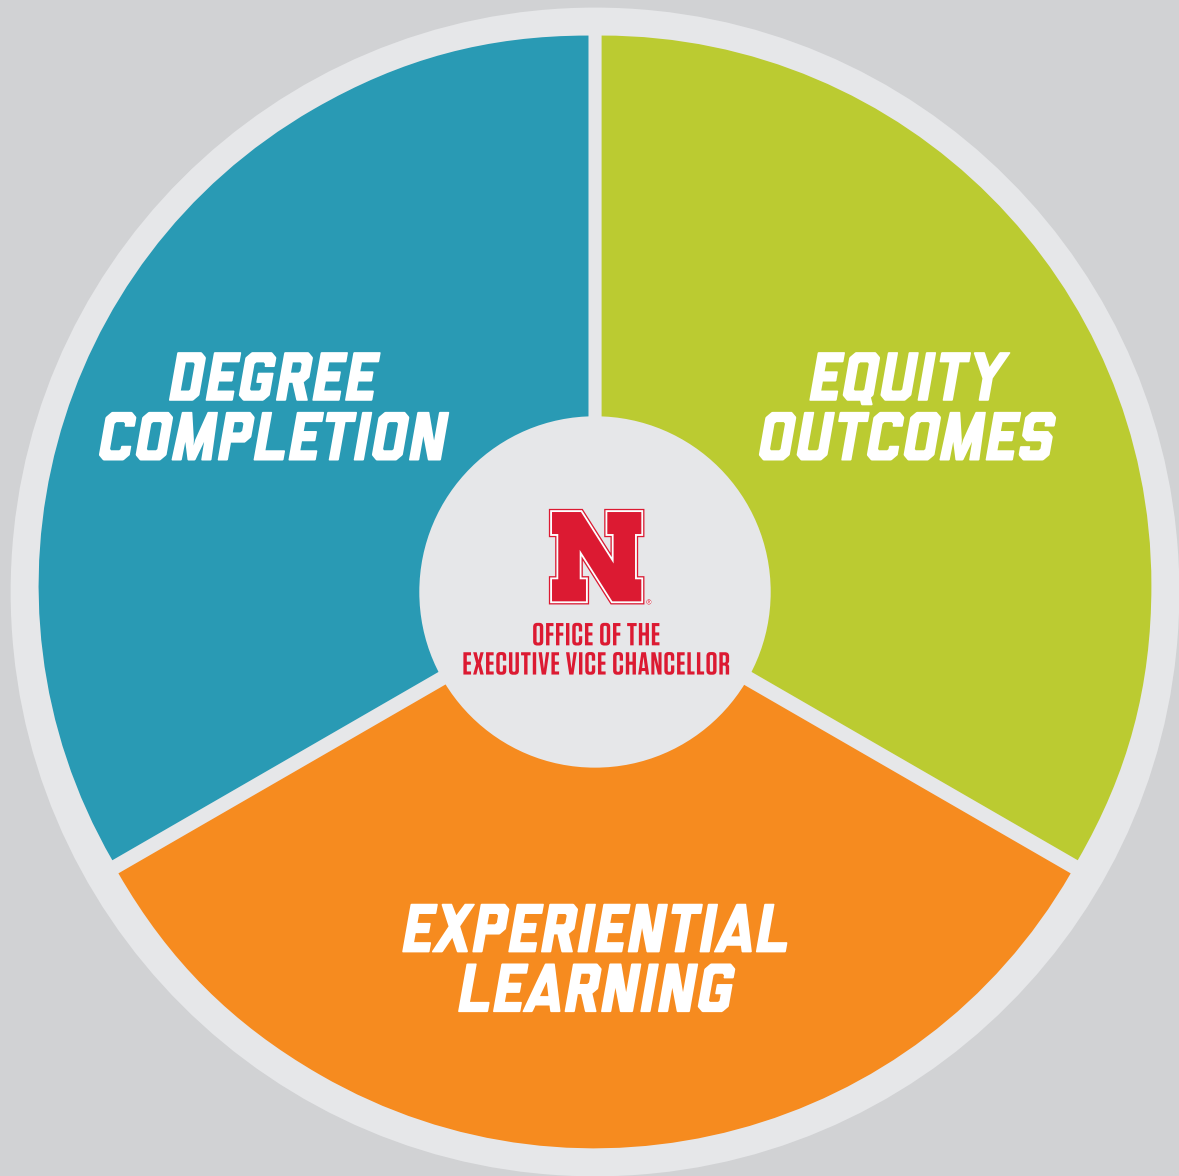 DEGREE
COMPLETION
EQUITY
OUTCOMES
N®
OFFICE OF THE
EXECUTIVE VICE CHANCELLOR
EXPERIENTIAL
LEARNING